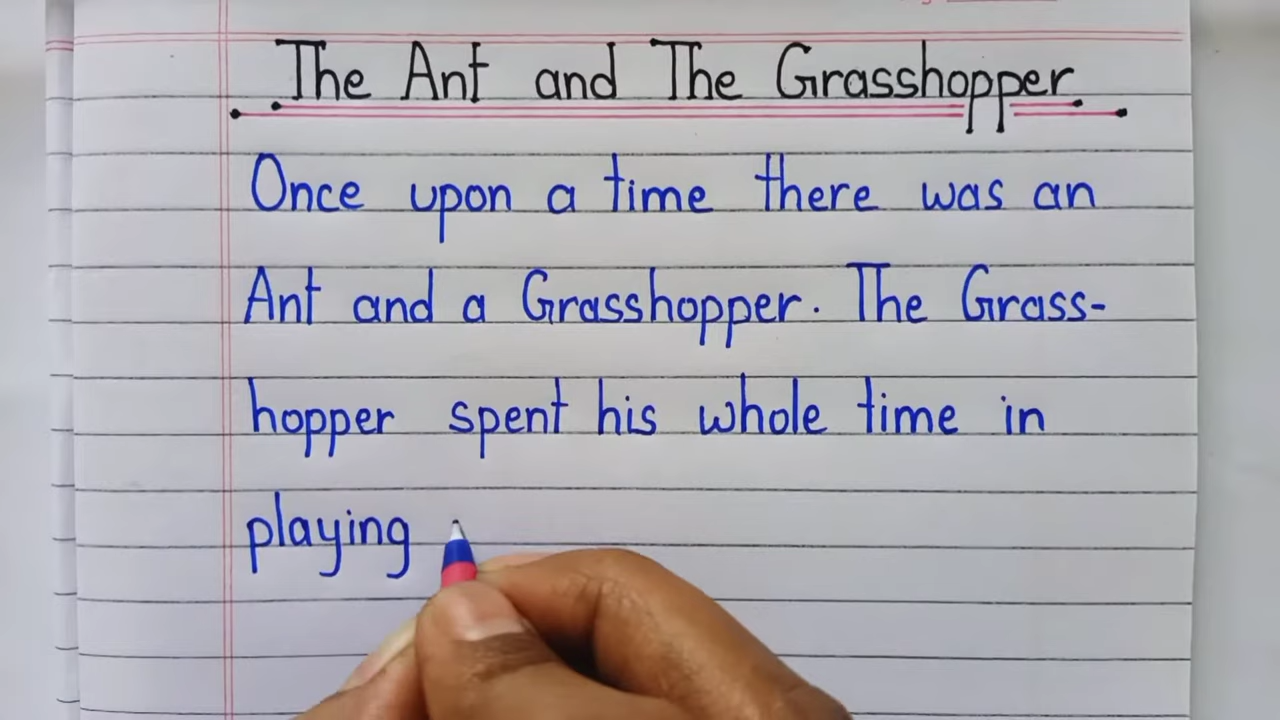 The Ant and The Grasshopper
Once upon a time there was an
Ant and a Grasshopper. The Grass-
hopper spent his whole time in
playing